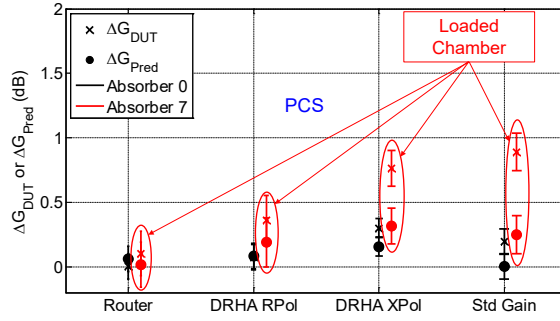 2
1.5
1
0.5
0
ΔG_DUT or ΔG_Pred (dB)
ΔG_DUT
ΔG_Pred
Absorber 0
Absorber 7
PCS
Loaded
Chamber
Router
DRHA RPol
DRHA XPol
Std Gain